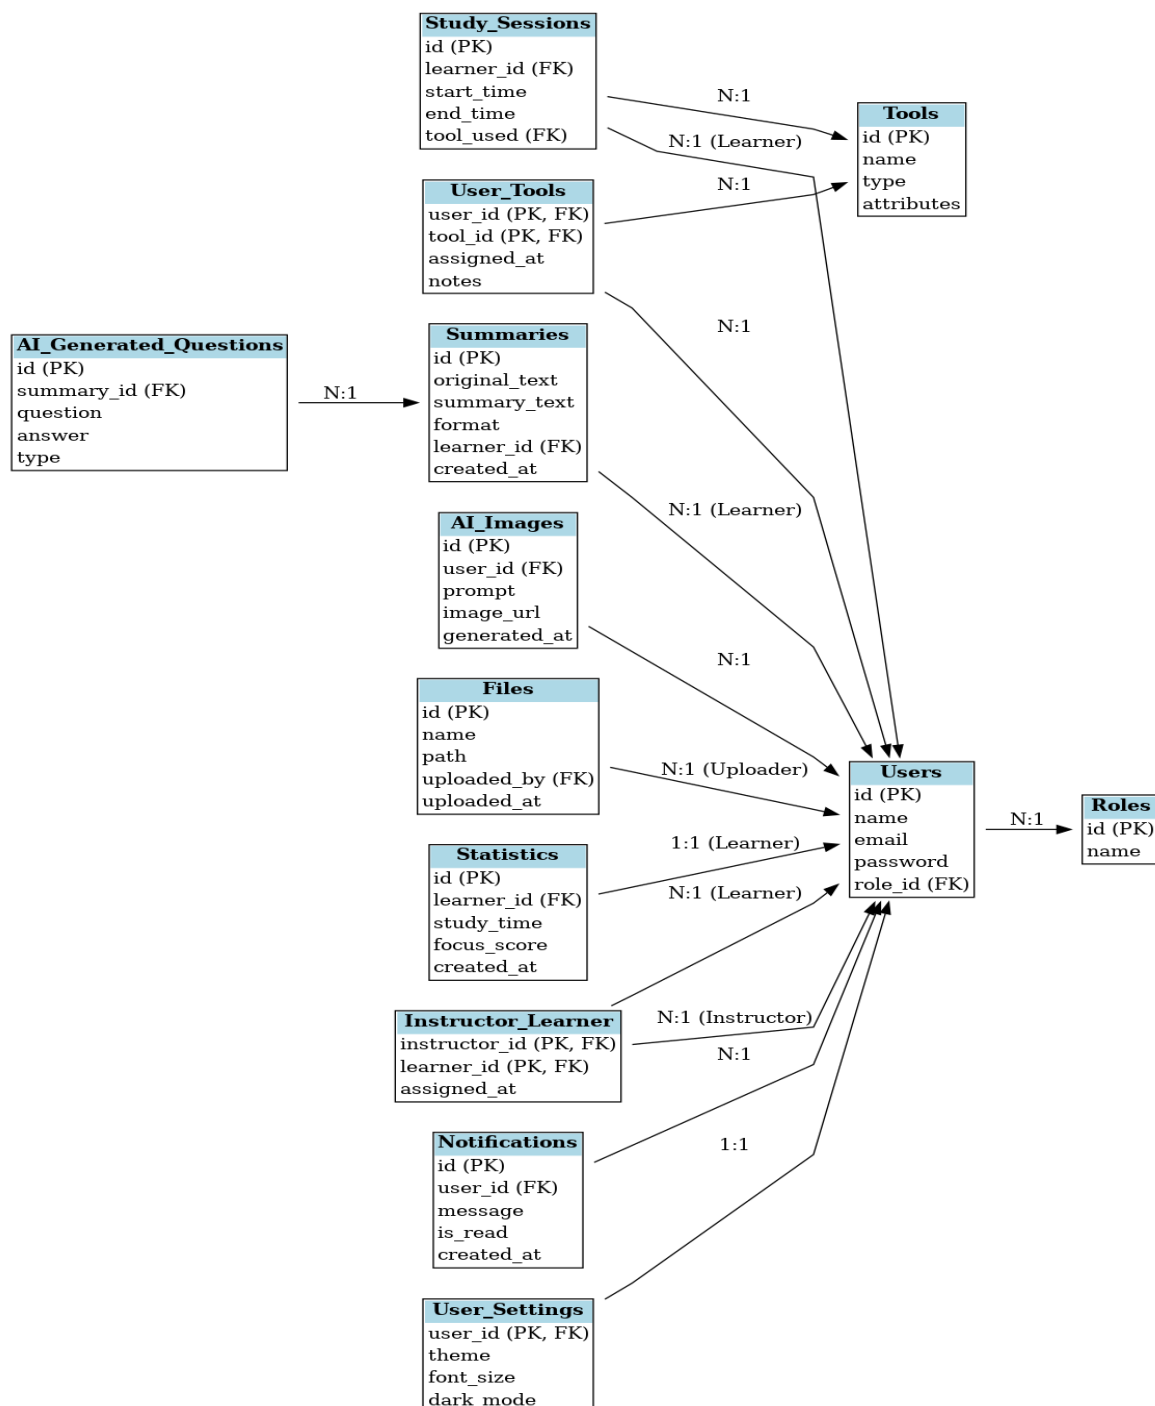 Study_Sessions
id (PK)
learner_id (FK)
start_time
end_time
tool_used (FK)
N:1
N:1 (Learner)
Tools
id (PK)
name
type
attributes
User_Tools
user_id (PK, FK)
tool_id (PK, FK)
assigned_at
notes
N:1
N:1
AI_Generated_Questions
id (PK)
summary_id (FK)
question
answer
type
N:1
Summaries
id (PK)
original_text
summary_text
format
learner_id (FK)
created_at
N:1 (Learner)
AI_Images
id (PK)
user_id (FK)
prompt
image_url
generated_at
N:1
Files
id (PK)
name
path
uploaded_by (FK)
uploaded_at
N:1 (Uploader)
Users
id (PK)
name
email
password
role_id (FK)
N:1
Roles
id (PK)
name
Statistics
id (PK)
learner_id (FK)
study_time
focus_score
created_at
1:1 (Learner)
N:1 (Learner)
Instructor_Learner
instructor_id (PK, FK)
learner_id (PK, FK)
assigned_at
N:1 (Instructor)
N:1
Notifications
id (PK)
user_id (FK)
message
is_read
created_at
1:1
User_Settings
user_id (PK, FK)
theme
font_size
dark_mode